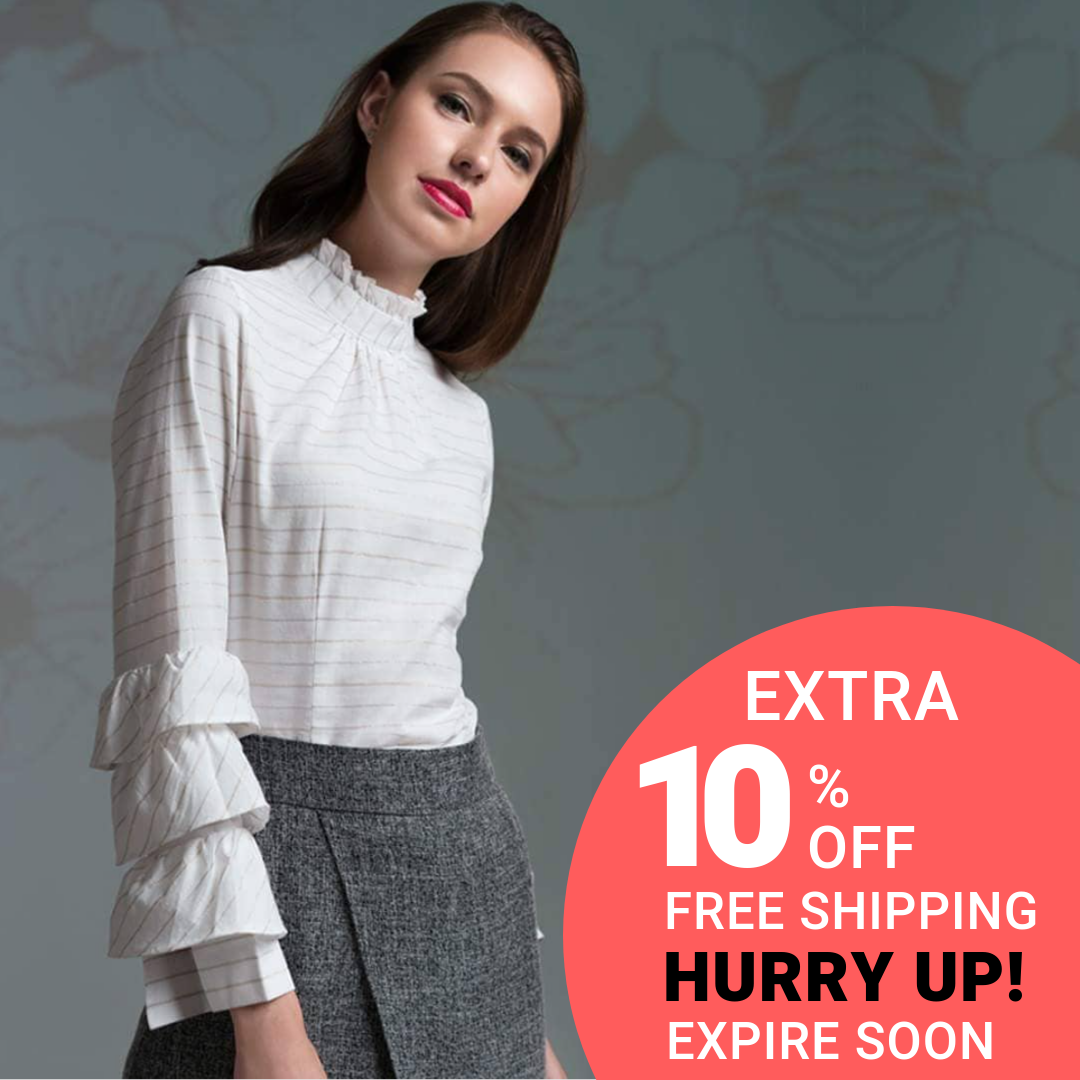 EXTRA
10 %
OFF
FREE SHIPPING
HURRY UP!
EXPIRE SOON